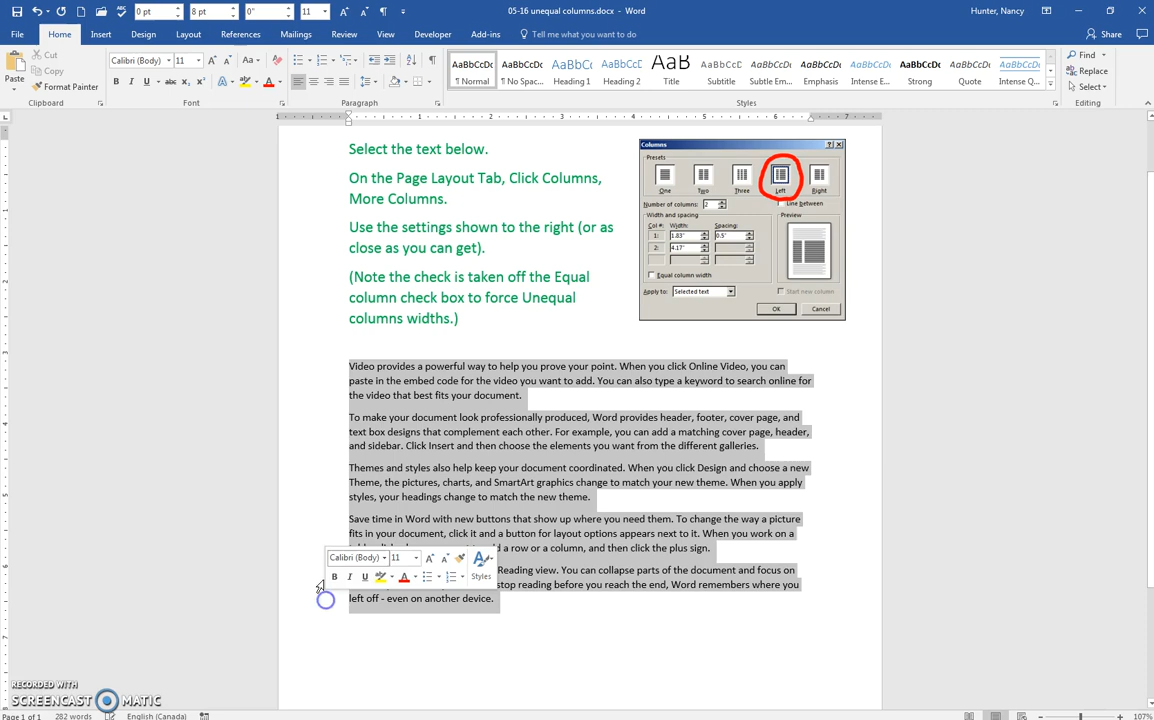 0 pt
8 pt
0"
11
05-16 unequal columns.docx - Word
Hunter, Nancy
File
Home
Insert
Design
Layout
References
Mailings
Review
View
Developer
Add-ins
Tell me what you want to do
Share
Paste
Cut
Copy
Format Painter
Clipboard
Calibri (Body)
11
Font
Paragraph
AaBbCcDc
¶ Normal
AaBbCcDc
¶ No Spac...
AaBbCc
Heading 1
AaBbCcC
Heading 2
AaB
Title
AaBbCcD
Subtitle
AaBbCcDc
Subtle Em...
AaBbCcDc
Emphasis
AaBbCcDc
Intense E...
AaBbCcDc
Strong
AaBbCcDc
Quote
AaBbCcDc
Intense Q...
Styles
Find
Replace
Select
Editing
Select the text below.
On the Page Layout Tab, Click Columns,
More Columns.
Use the settings shown to the right (or as
close as you can get).
(Note the check is taken off the Equal
column check box to force Unequal
columns widths.)
Columns
Presets
One
Two
Three
Left
Right
Number of columns: 2
Line Between
Width and spacing
Preview
Col #: Width: Spacing:
1: 1.83" 0.5"
2: 4.17"
Equal column width
Apply to: Selected text
Start new column
OK
Cancel
Video provides a powerful way to help you prove your point. When you click Online Video, you can
paste in the embed code for the video you want to add. You can also type a keyword to search online for
the video that best fits your document.
To make your document look professionally produced, Word provides header, footer, cover page, and
text box designs that complement each other. For example, you can add a matching cover page, header,
and sidebar. Click Insert and then choose the elements you want from the different galleries.
Themes and styles also help keep your document coordinated. When you click Design and choose a new
Theme, the pictures, charts, and SmartArt graphics change to match your new theme. When you apply
styles, your headings change to match the new theme.
Save time in Word with new buttons that show up where you need them. To change the way a picture
fits in your document, click it and a button for layout options appears next to it. When you work on a
a row or a column, and then click the plus sign.
Reading view. You can collapse parts of the document and focus on
stop reading before you reach the end, Word remembers where you
left off - even on another device.
Calibri (Body)
11
Styles
RECORDED WITH
SCREENCAST MATIC
Page 1 of 1
282 words
English (Canada)
107%